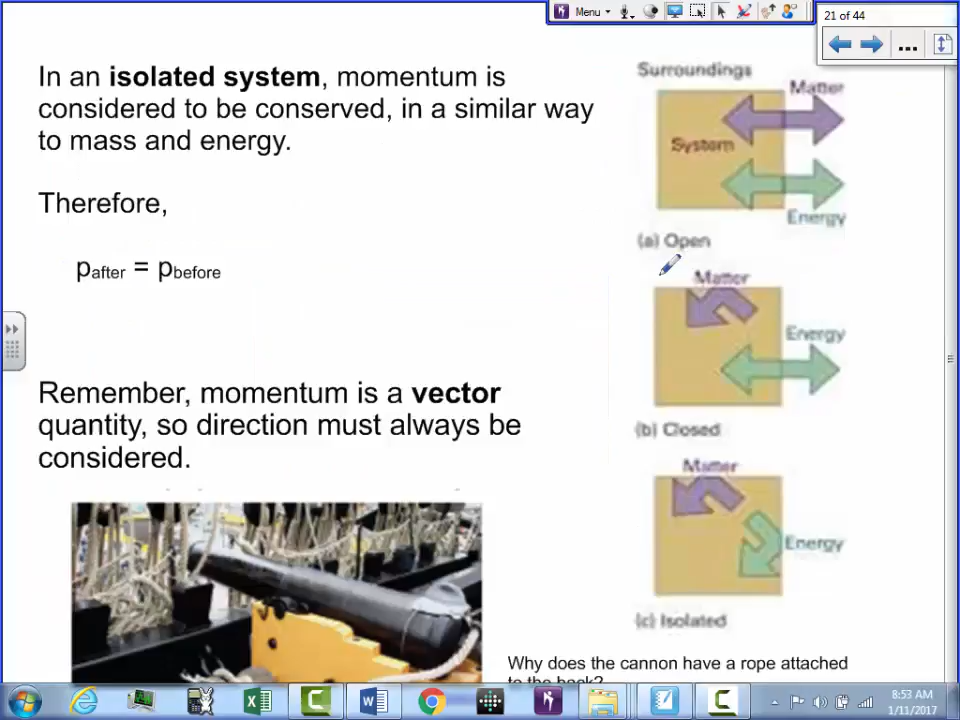 Menu
21 of 44
In an isolated system, momentum is
considered to be conserved, in a similar way
to mass and energy.
Therefore,
pafter = pbefore
Remember, momentum is a vector
quantity, so direction must always be
considered.
Surroundings
Matter
System
Energy
(a) Open
Matter
Energy
(b) Closed
Matter
Energy
(c) Isolated
Why does the cannon have a rope attached
to the back?
8:53 AM
1/11/2017